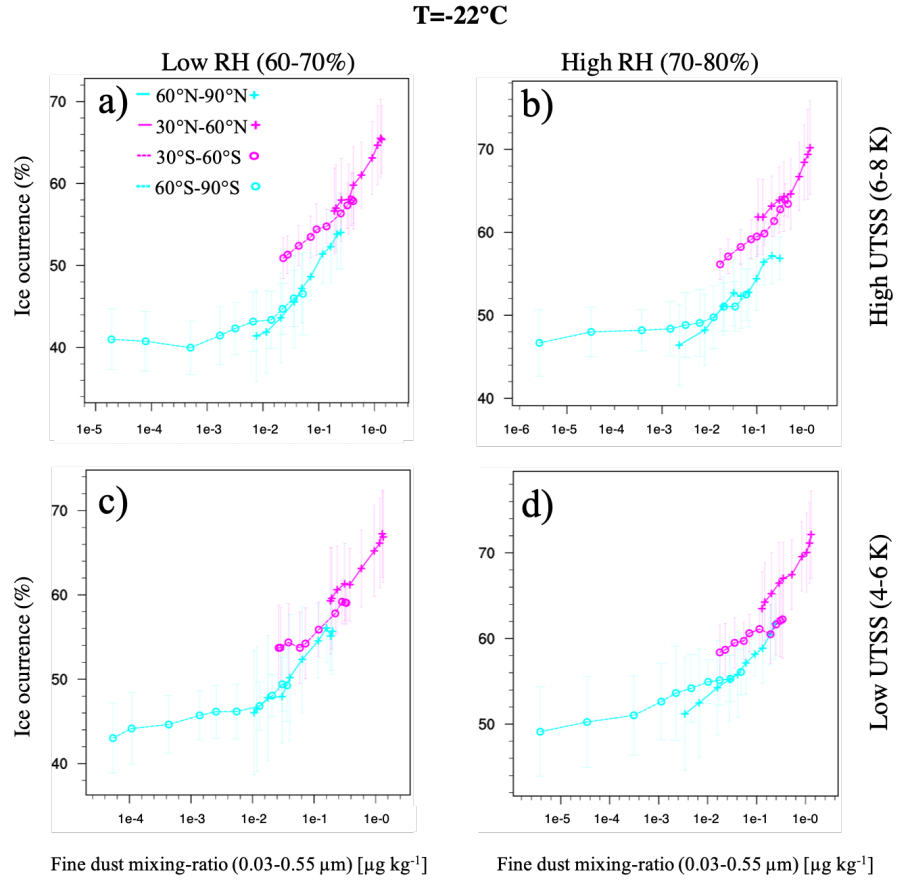 T=-22°C
Low RH (60-70%)
High RH (70-80%)
a)
60°N-90°N
30°N-60°N
30°S-60°S
60°S-90°S
70
60
50
40
Ice ocurrence (%)
1e-5 1e-4 1e-3 1e-2 1e-1 1e-0
b)
70
60
50
40
High UTSS (6-8 K)
1e-6 1e-5 1e-4 1e-3 1e-2 1e-1 1e-0
c)
70
60
50
40
Ice ocurrence (%)
1e-4 1e-3 1e-2 1e-1 1e-0
d)
70
60
50
Low UTSS (4-6 K)
1e-5 1e-4 1e-3 1e-2 1e-1 1e-0
Fine dust mixing-ratio (0.03-0.55 µm) [µg kg⁻¹]
Fine dust mixing-ratio (0.03-0.55 µm) [µg kg⁻¹]